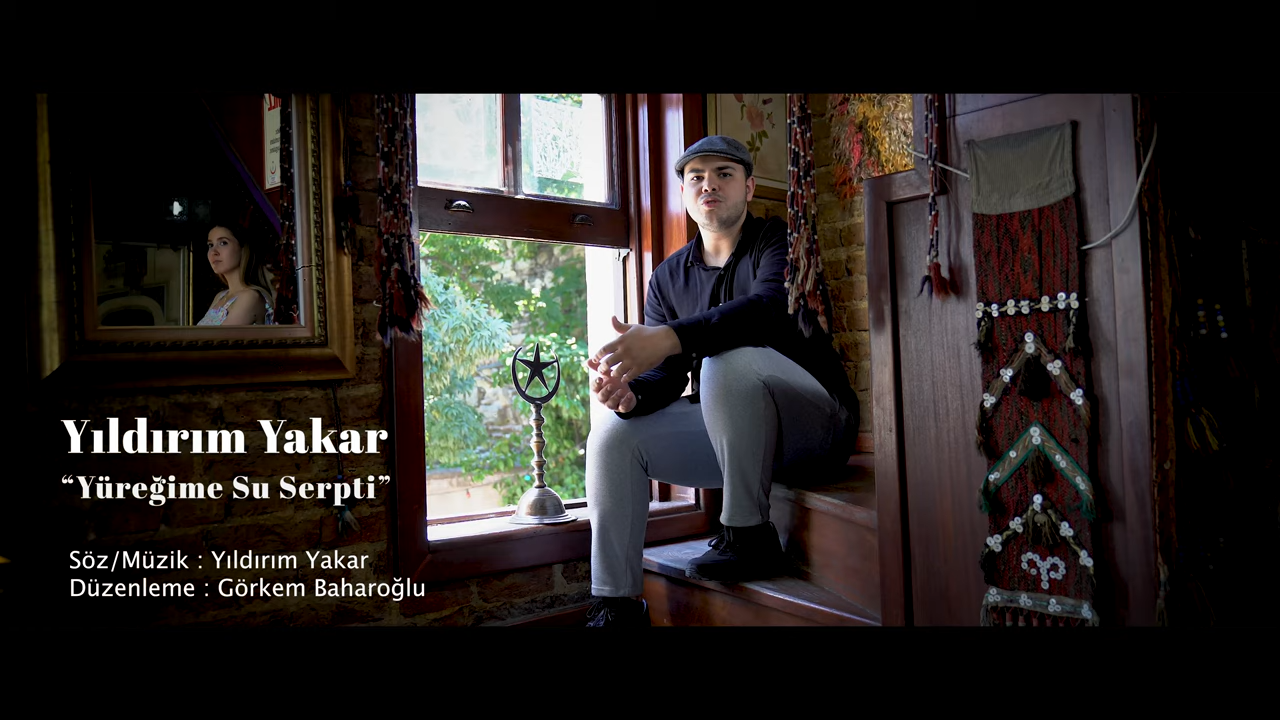 Yıldırım Yakar
“Yüreğime Su Serpti”
Söz/Müzik : Yıldırım Yakar
Düzenleme : Görkem Baharoğlu